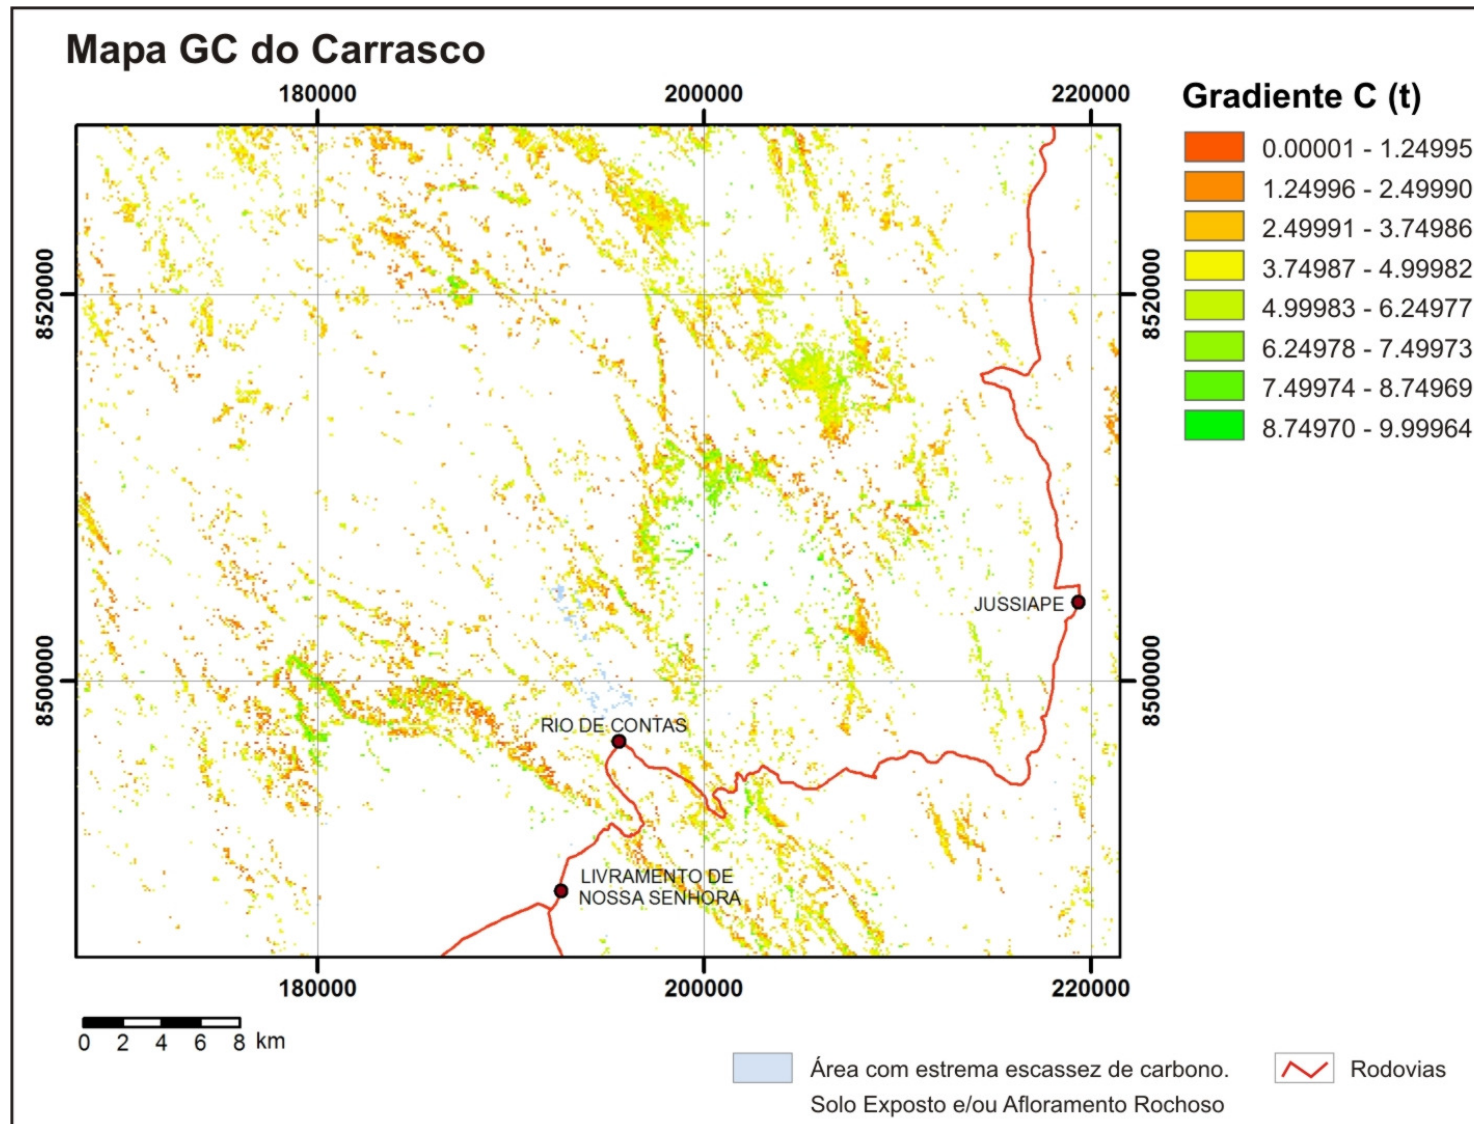 Mapa GC do Carrasco
180000
200000
220000
Gradiente C (t)
0.00001 - 1.24995
1.24996 - 2.49990
2.49991 - 3.74986
3.74987 - 4.99982
4.99983 - 6.24977
6.24978 - 7.49973
7.49974 - 8.74969
8.74970 - 9.99964
8520000
8520000
JUSSIAPE
8500000
8500000
RIO DE CONTAS
LIVRAMENTO DE
NOSSA SENHORA
180000
200000
220000
0 2 4 6 8 km
Área com estrema escassez de carbono.
Solo Exposto e/ou Afloramento Rochoso
Rodovias